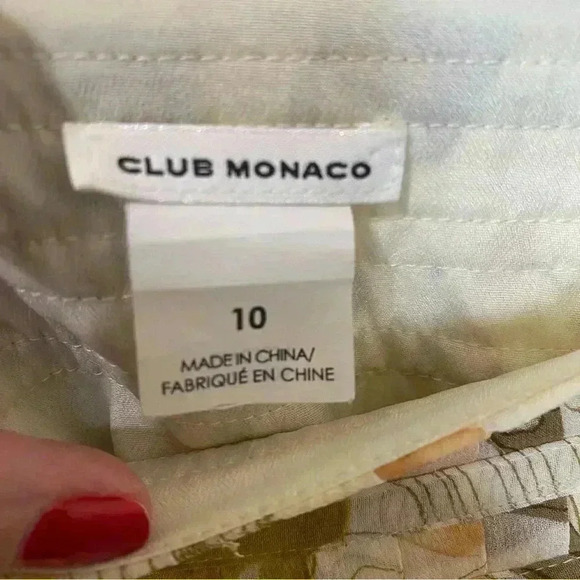 CLUB MONACO
10
MADE IN CHINA/
FABRIQUÉ EN CHINE